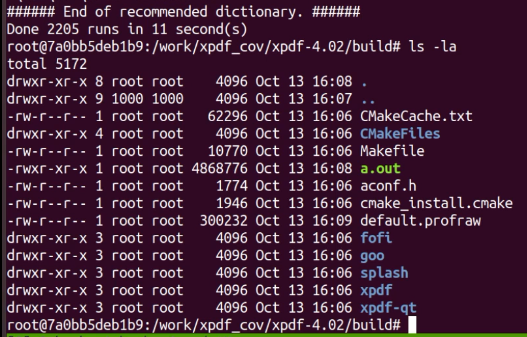 ###### End of recommended dictionary. ######
Done 2205 runs in 11 second(s)
root@7a0bb5deb1b9:/work/xpdf_cov/xpdf-4.02/build# ls -la
total 5172
drwxr-xr-x 8 root root    4096 Oct 13 16:08 .
drwxr-xr-x 9 1000 1000    4096 Oct 13 16:07 ..
-rw-r--r-- 1 root root   62296 Oct 13 16:06 CMakeCache.txt
drwxr-xr-x 4 root root    4096 Oct 13 16:06 CMakeFiles
-rw-r--r-- 1 root root   10770 Oct 13 16:06 Makefile
-rwxr-xr-x 1 root root 4868776 Oct 13 16:08 a.out
-rw-r--r-- 1 root root    1774 Oct 13 16:06 aconf.h
-rw-r--r-- 1 root root    1946 Oct 13 16:06 cmake_install.cmake
-rw-r--r-- 1 root root  300232 Oct 13 16:09 default.profraw
drwxr-xr-x 3 root root    4096 Oct 13 16:06 fofi
drwxr-xr-x 3 root root    4096 Oct 13 16:06 goo
drwxr-xr-x 3 root root    4096 Oct 13 16:06 splash
drwxr-xr-x 3 root root    4096 Oct 13 16:06 xpdf
drwxr-xr-x 3 root root    4096 Oct 13 16:06 xpdf-qt
root@7a0bb5deb1b9:/work/xpdf_cov/xpdf-4.02/build#